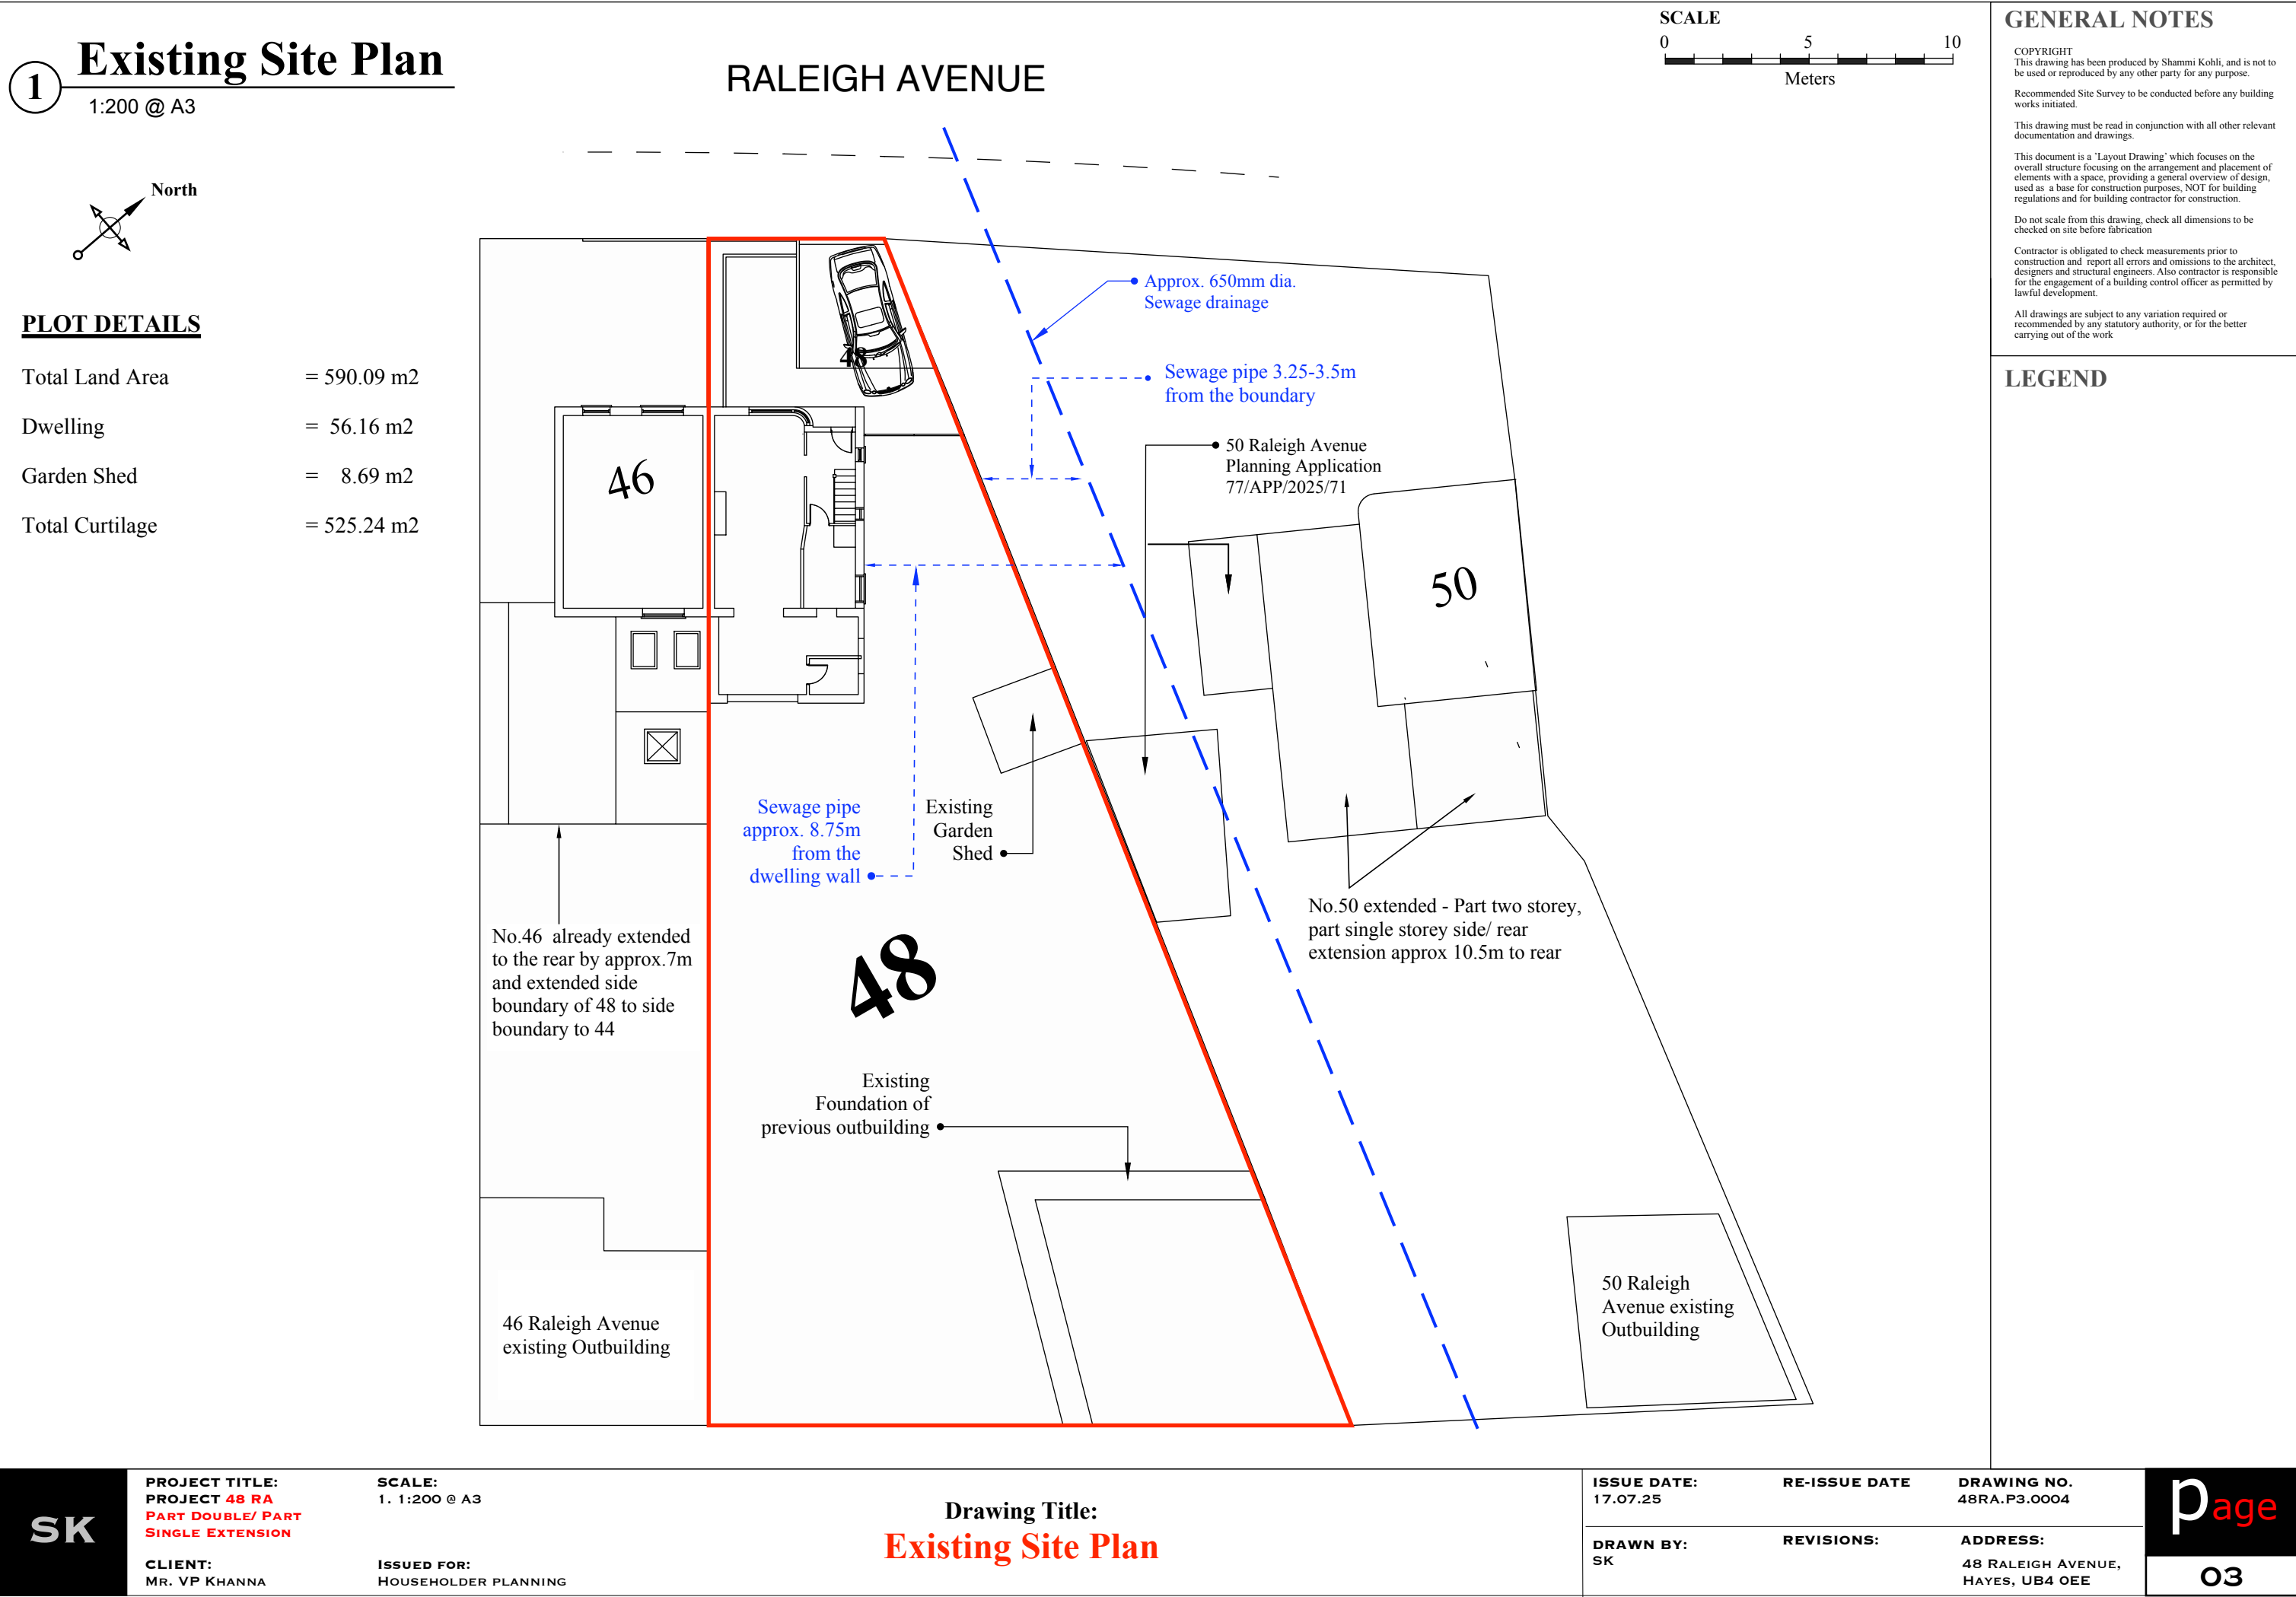 1
Existing Site Plan
1:200 @ A3
North
PLOT DETAILS
Total Land Area = 590.09 m2
Dwelling = 56.16 m2
Garden Shed = 8.69 m2
Total Curtilage = 525.24 m2
RALEIGH AVENUE
SCALE
0 5 10
Meters
48
Approx. 650mm dia.
Sewage drainage
Sewage pipe 3.25-3.5m
from the boundary
50 Raleigh Avenue
Planning Application
77/APP/2025/71
46
50
Sewage pipe
approx. 8.75m
from the
dwelling wall
Existing
Garden
Shed
No.46 already extended
to the rear by approx.7m
and extended side
boundary of 48 to side
boundary to 44
No.50 extended - Part two storey,
part single storey side/ rear
extension approx 10.5m to rear
48
Existing
Foundation of
previous outbuilding
46 Raleigh Avenue
existing Outbuilding
50 Raleigh
Avenue existing
Outbuilding
GENERAL NOTES
COPYRIGHT
This drawing has been produced by Shammi Kohli, and is not to
be used or reproduced by any other party for any purpose.
Recommended Site Survey to be conducted before any building
works initiated.
This drawing must be read in conjunction with all other relevant
documentation and drawings.
This document is a 'Layout Drawing' which focuses on the
overall structure focusing on the arrangement and placement of
elements with a space, providing a general overview of design,
used as a base for construction purposes, NOT for building
regulations and for building contractor for construction.
Do not scale from this drawing, check all dimensions to be
checked on site before fabrication
Contractor is obligated to check measurements prior to
construction and report all errors and omissions to the architect,
designers and structural engineers. Also contractor is responsible
for the engagement of a building control officer as permitted by
lawful development.
All drawings are subject to any variation required or
recommended by any statutory authority, or for the better
carrying out of the work
LEGEND
SK
PROJECT TITLE:
PROJECT 48 RA
PART DOUBLE/ PART
SINGLE EXTENSION
CLIENT:
MR. VP KHANNA
SCALE:
1. 1:200 @ A3
ISSUED FOR:
HOUSEHOLDER PLANNING
Drawing Title:
Existing Site Plan
ISSUE DATE:
17.07.25
RE-ISSUE DATE
DRAWING NO.
48RA.P3.0004
DRAWN BY:
SK
REVISIONS:
ADDRESS:
48 RALEIGH AVENUE,
HAYES, UB4 0EE
page
03